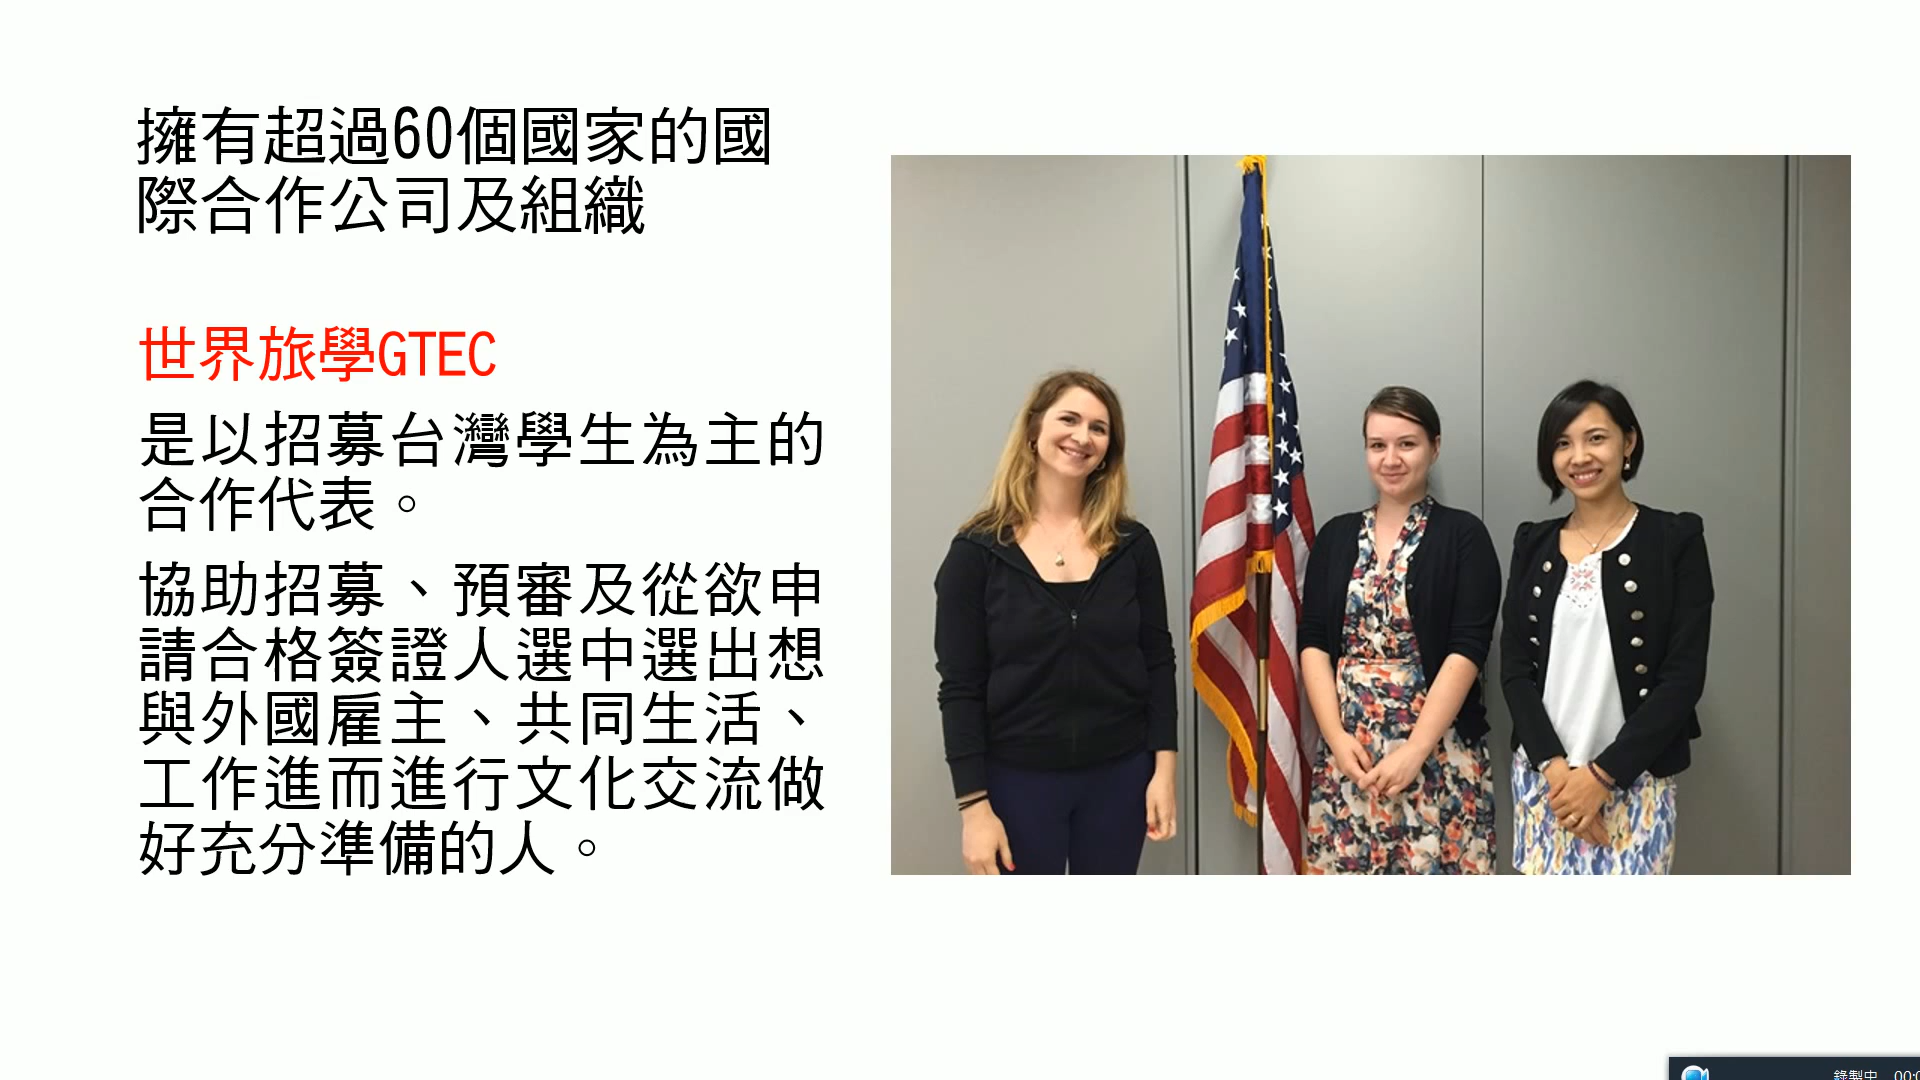 擁有超過60個國家的國
際合作公司及組織
世界旅學GTEC
是以招募台灣學生為主的
合作代表。
協助招募、預審及從欲申
請合格簽證人選中選出想
與外國雇主、共同生活、
工作進而進行文化交流做
好充分準備的人。
錄製中